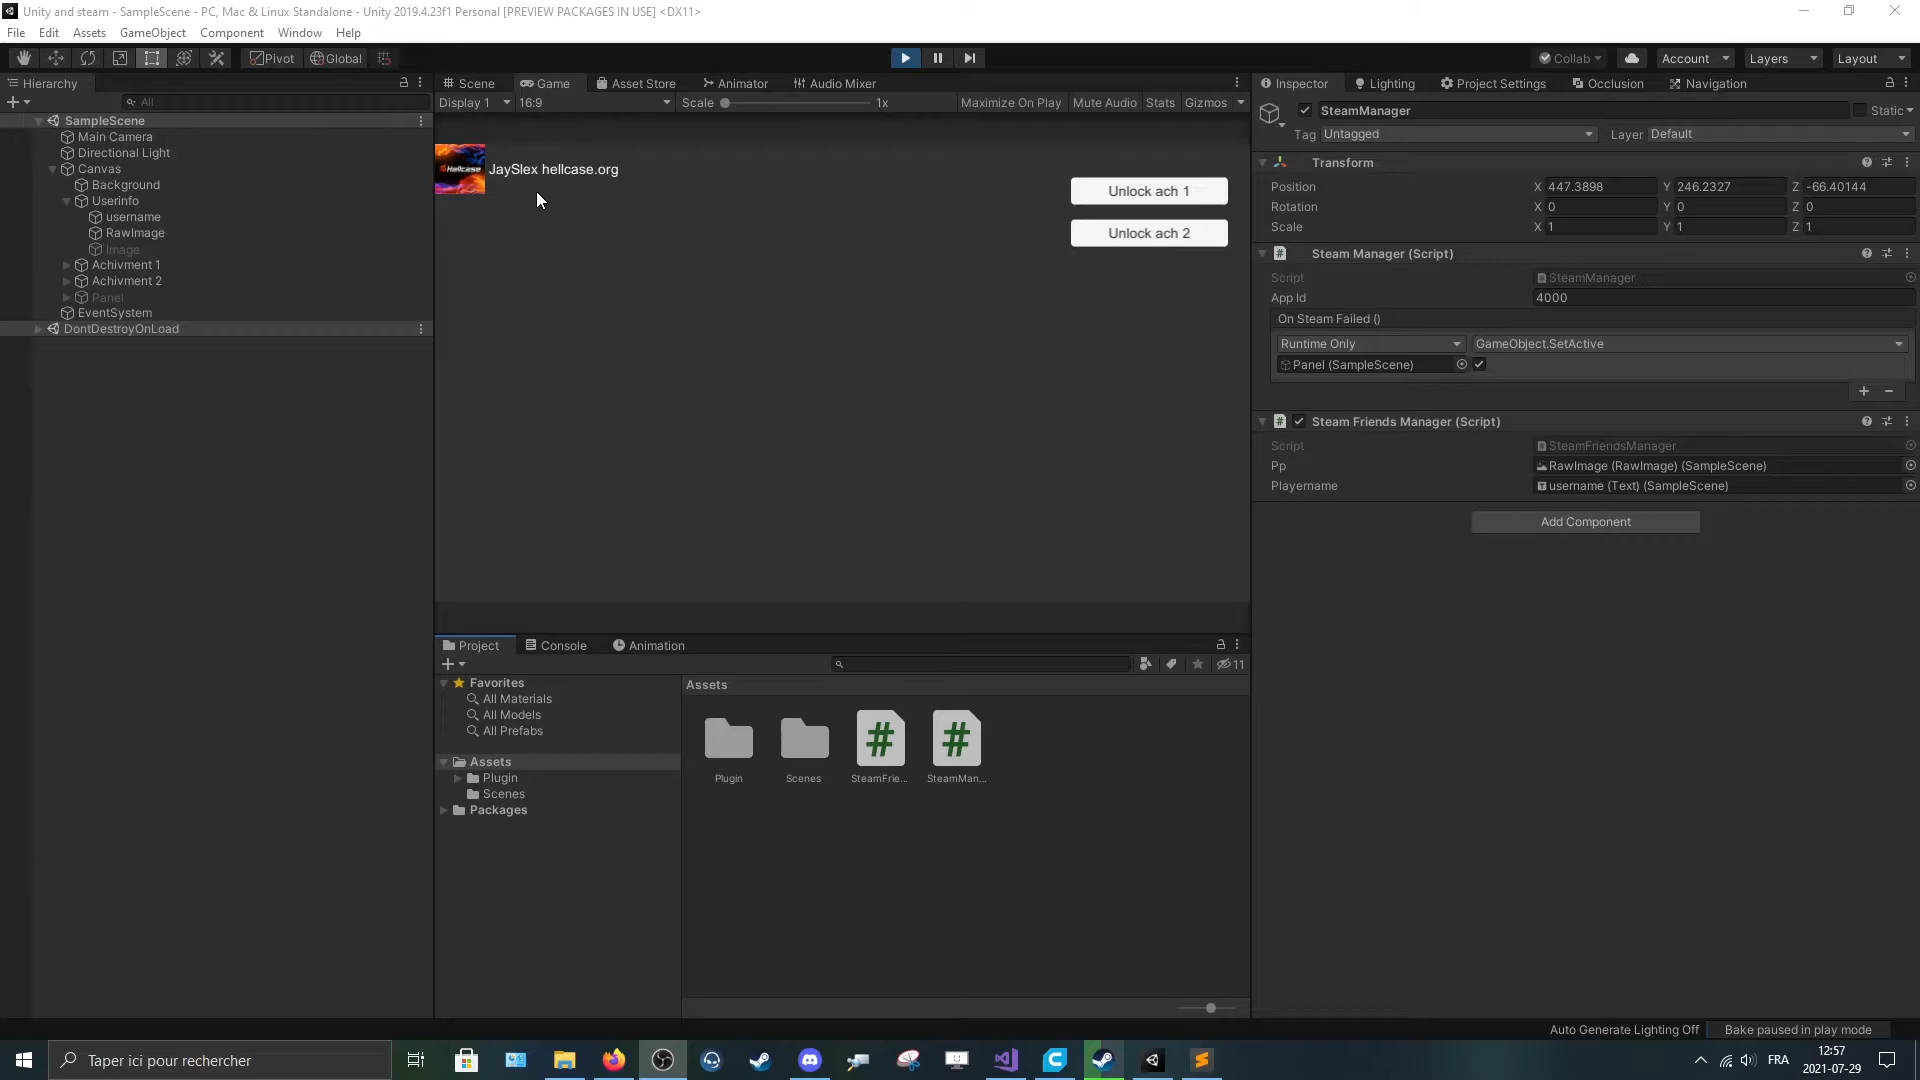 Unity and steam - SampleScene - PC, Mac & Linux Standalone - Unity 2019.4.23f1 Personal [PREVIEW PACKAGES IN USE] <DX11>
File Edit Assets GameObject Component Window Help
Pivot Global Collab Account Layers Layout
Hierarchy
All
SampleScene
Main Camera
Directional Light
Canvas
Background
Userinfo
username
RawImage
Image
Achivment 1
Achivment 2
Panel
EventSystem
DontDestroyOnLoad
Scene Game Asset Store Animator Audio Mixer
Display 1 16:9 Scale 1x Maximize On Play Mute Audio Stats Gizmos
Hellcase
JaySlex hellcase.org
Unlock ach 1
Unlock ach 2
Project Console Animation
11
Favorites
All Materials
All Models
All Prefabs
Assets
Plugin
Scenes
Packages
Assets
Plugin Scenes SteamFrie... SteamMan...
Inspector Lighting Project Settings Occlusion Navigation
SteamManager Static
Tag Untagged Layer Default
Transform
Position X 447.3898 Y 246.2327 Z -66.40144
Rotation X 0 Y 0 Z 0
Scale X 1 Y 1 Z 1
Steam Manager (Script)
Script SteamManager
App Id 4000
On Steam Failed ()
Runtime Only GameObject.SetActive
Panel (SampleScene)
Steam Friends Manager (Script)
Script SteamFriendsManager
Pp RawImage (RawImage) (SampleScene)
Playername username (Text) (SampleScene)
Add Component
Auto Generate Lighting Off Bake paused in play mode
Taper ici pour rechercher
FRA
12:57
2021-07-29